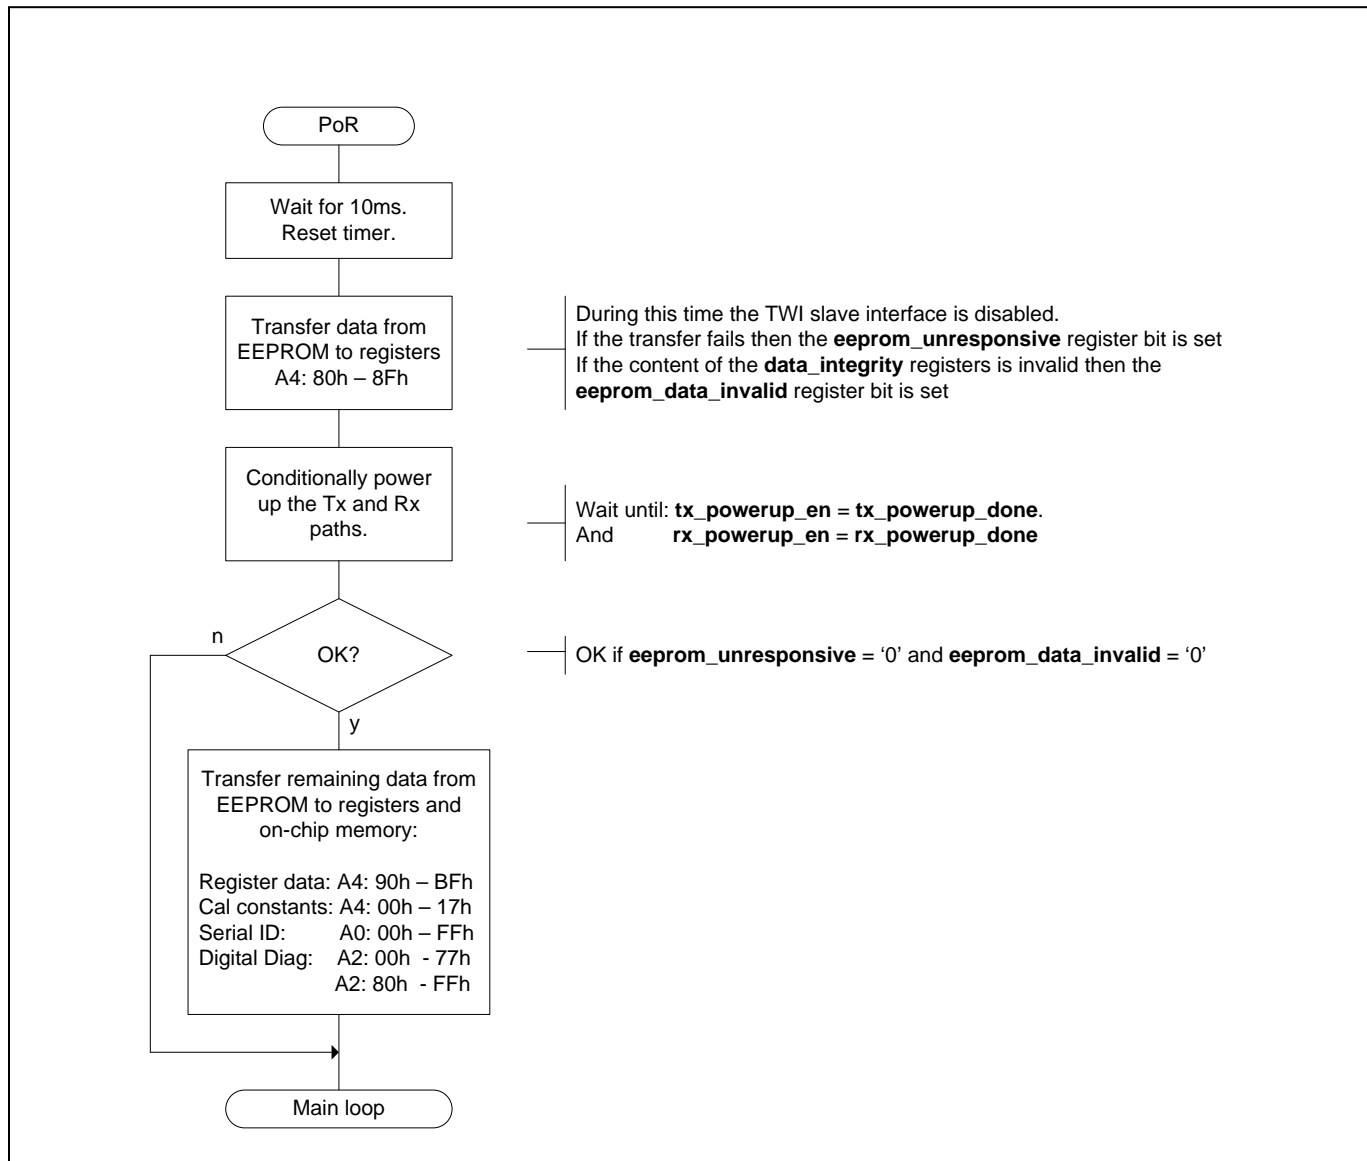 PoR
Wait for 10ms.
Reset timer.
Transfer data from
EEPROM to registers
A4: 80h – 8Fh
During this time the TWI slave interface is disabled.
If the transfer fails then the eeprom_unresponsive register bit is set
If the content of the data_integrity registers is invalid then the
eeprom_data_invalid register bit is set
Conditionally power
up the Tx and Rx
paths.
Wait until: tx_powerup_en = tx_powerup_done.
And rx_powerup_en = rx_powerup_done
n
OK?
OK if eeprom_unresponsive = ‘0’ and eeprom_data_invalid = ‘0’
y
Transfer remaining data from
EEPROM to registers and
on-chip memory:
Register data: A4: 90h – BFh
Cal constants: A4: 00h – 17h
Serial ID: A0: 00h – FFh
Digital Diag: A2: 00h - 77h
A2: 80h - FFh
Main loop